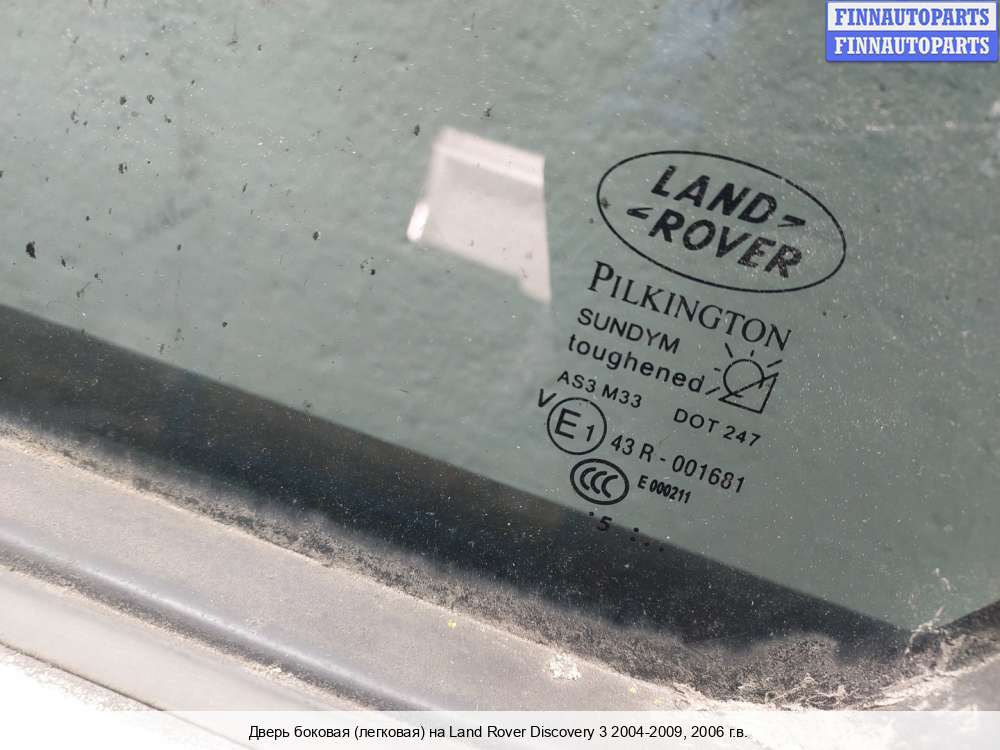 FINNAUTOPARTS
FINNAUTOPARTS
LAND
ROVER
PILKINGTON
SUNDYM
toughened
AS3 M33 DOT 247
V E1 43 R - 001681
CCC E 000211
. 5 :...
Дверь боковая (легковая) на Land Rover Discovery 3 2004-2009, 2006 г.в.